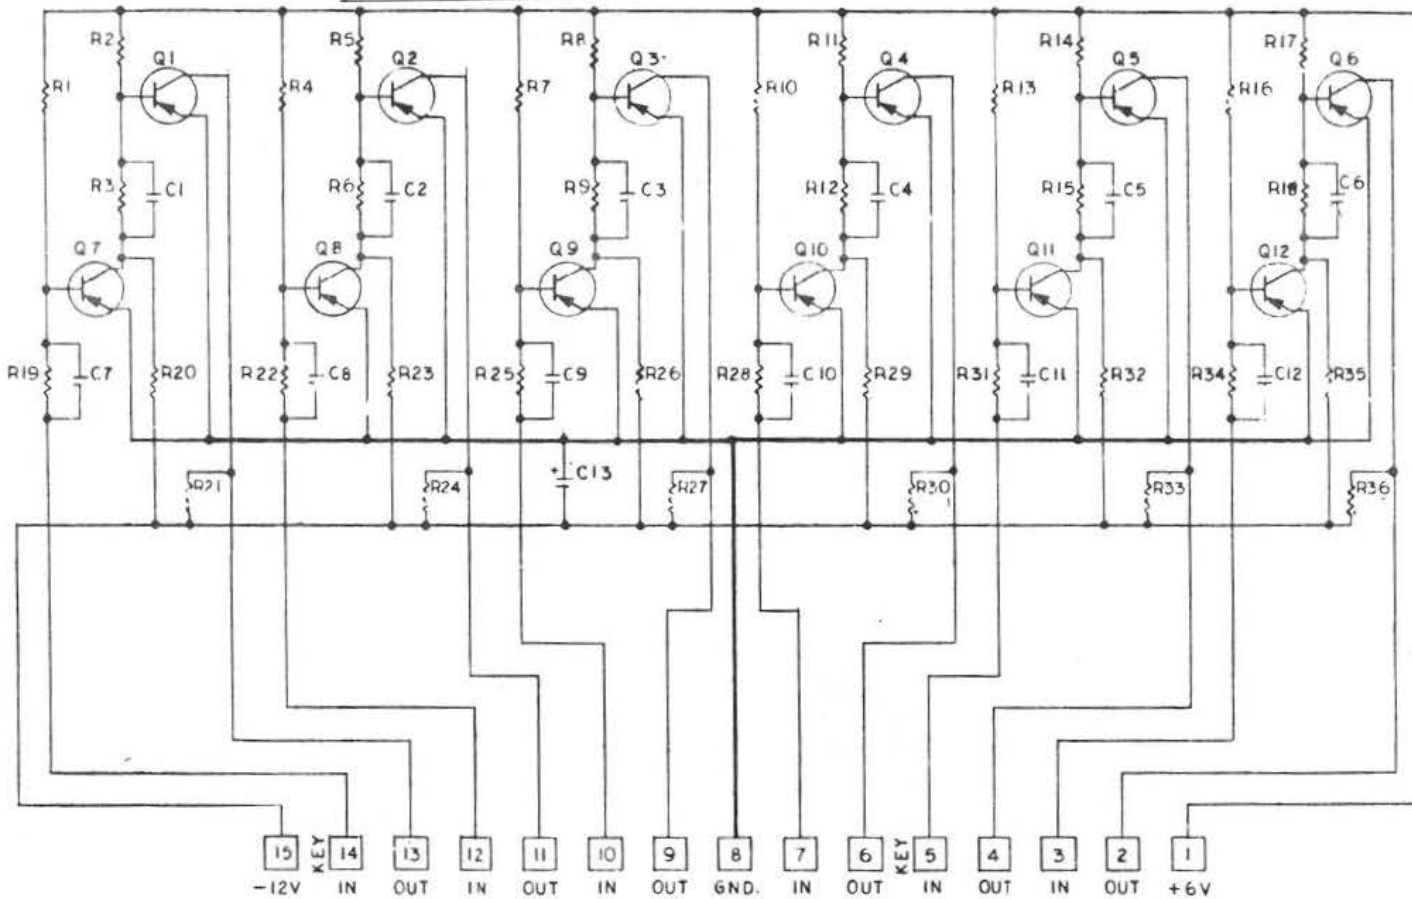 R2 Q1 R5 Q2 R8 Q3 R11 Q4 R14 Q5 R17 Q6
R1 R4 R7 R10 R13 R16
R3 C1 R6 C2 R9 C3 R12 C4 R15 C5 R18 C6
Q7 Q8 Q9 Q10 Q11 Q12
R19 C7 R20 R22 C8 R23 R25 C9 R26 R28 C10 R29 R31 C11 R32 R34 C12 R35
+ C13
R21 R24 R27 R30 R33 R36
15 KEY 14 13 12 11 10 9 8 7 6 KEY 5 4 3 2 1
-12V IN OUT IN OUT IN OUT GND. IN OUT IN OUT IN OUT +6V